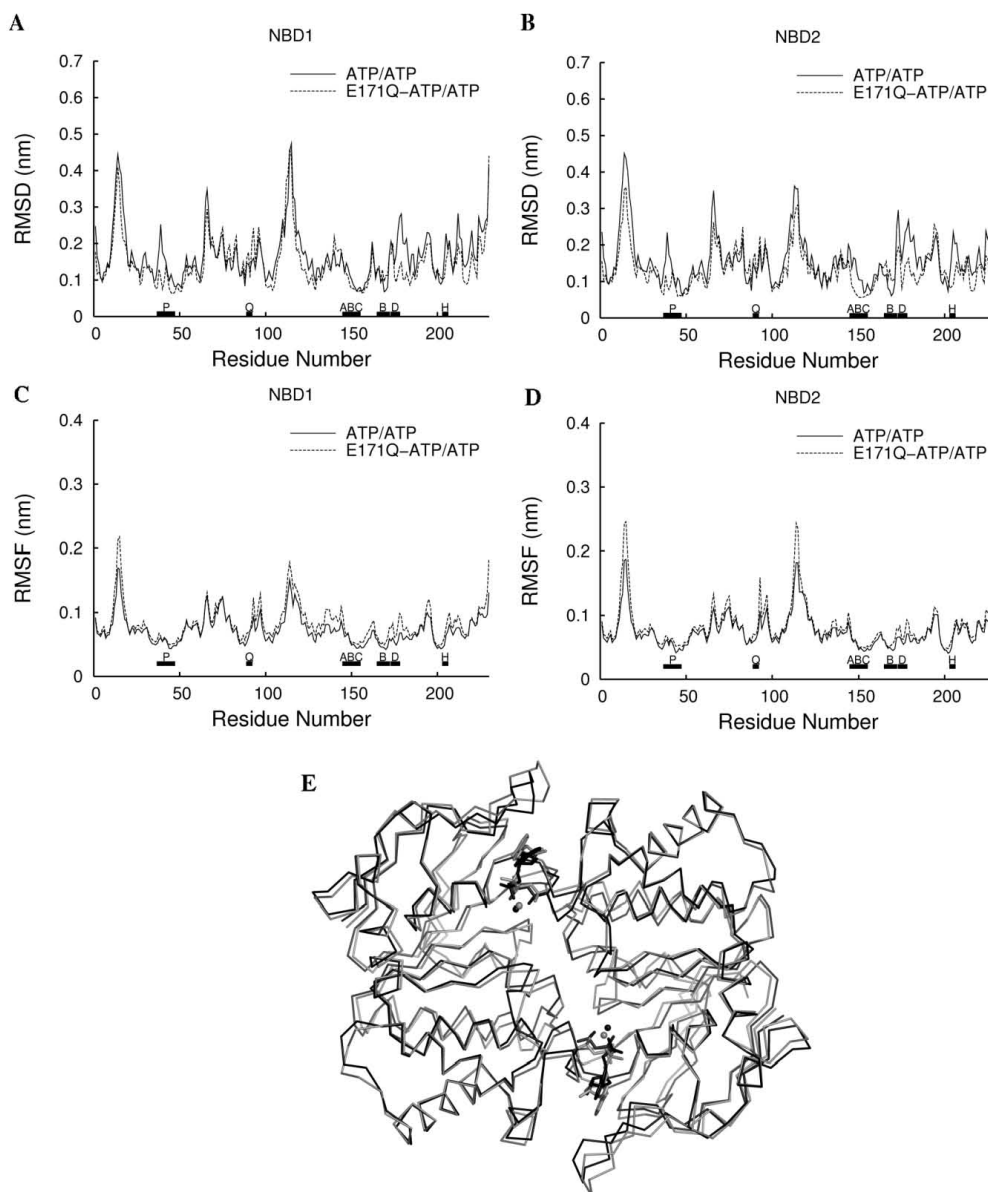 A
NBD1
0.7
0.6
0.5
0.4
0.3
0.2
0.1
0
RMSD (nm)
ATP/ATP
E171Q–ATP/ATP
P
Q
ABC
B
D
H
0
50
100
150
200
Residue Number
B
NBD2
0.7
0.6
0.5
0.4
0.3
0.2
0.1
0
RMSD (nm)
ATP/ATP
E171Q–ATP/ATP
P
Q
ABC
B
D
H
0
50
100
150
200
Residue Number
C
NBD1
0.4
0.3
0.2
0.1
0
RMSF (nm)
ATP/ATP
E171Q–ATP/ATP
P
Q
ABC
B
D
H
0
50
100
150
200
Residue Number
D
NBD2
0.4
0.3
0.2
0.1
0
RMSF (nm)
ATP/ATP
E171Q–ATP/ATP
P
Q
ABC
B
D
H
0
50
100
150
200
Residue Number
E